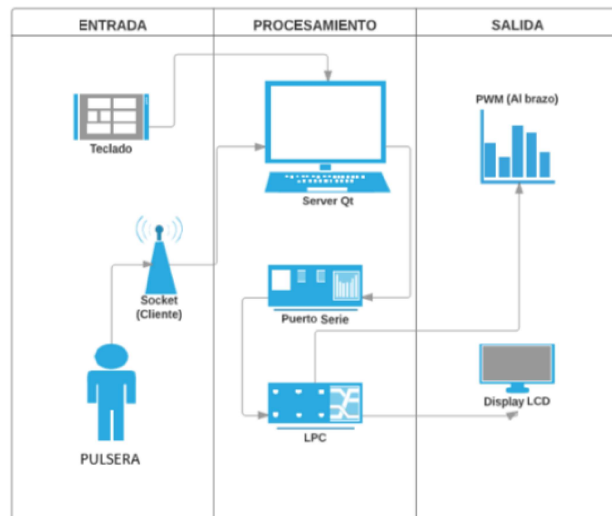 ENTRADA
PROCESAMIENTO
SALIDA
Teclado
Server Qt
PWM (Al brazo)
Socket
(Cliente)
Puerto Serie
Display LCD
LPC
PULSERA